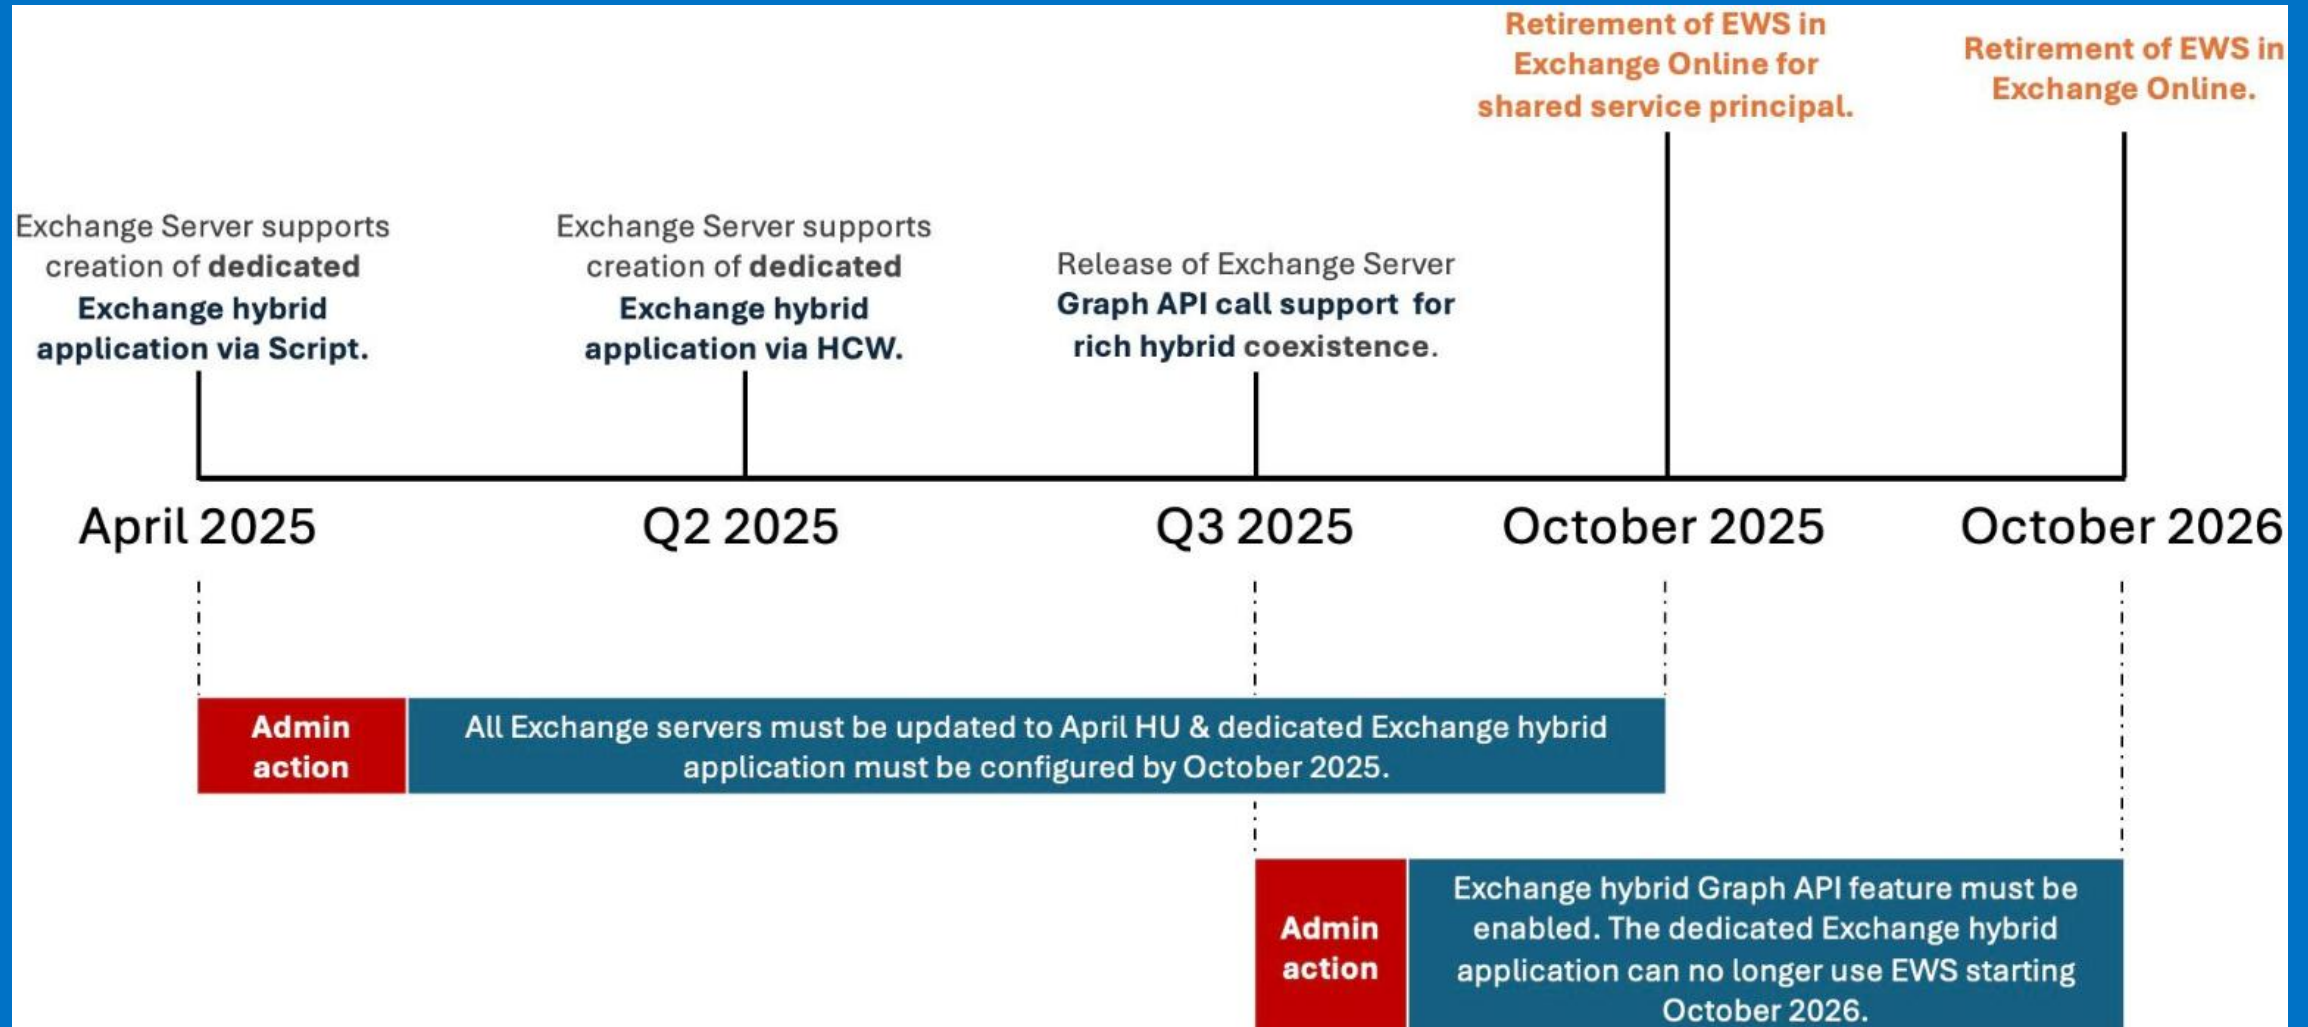 Retirement of EWS in
Exchange Online for
shared service principal.
Retirement of EWS in
Exchange Online.
Exchange Server supports
creation of dedicated
Exchange hybrid
application via Script.
Exchange Server supports
creation of dedicated
Exchange hybrid
application via HCW.
Release of Exchange Server
Graph API call support for
rich hybrid coexistence.
April 2025
Q2 2025
Q3 2025
October 2025
October 2026
Admin
action
All Exchange servers must be updated to April HU & dedicated Exchange hybrid
application must be configured by October 2025.
Admin
action
Exchange hybrid Graph API feature must be
enabled. The dedicated Exchange hybrid
application can no longer use EWS starting
October 2026.